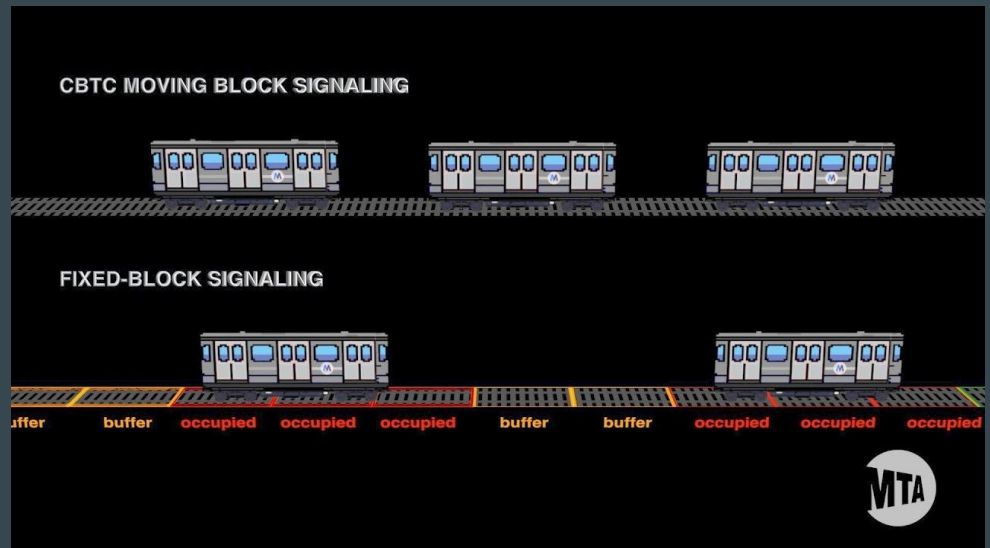 CBTC MOVING BLOCK SIGNALING
M M M
FIXED-BLOCK SIGNALING
M M
uffer buffer occupied occupied occupied buffer buffer occupied occupied occupied
MTA